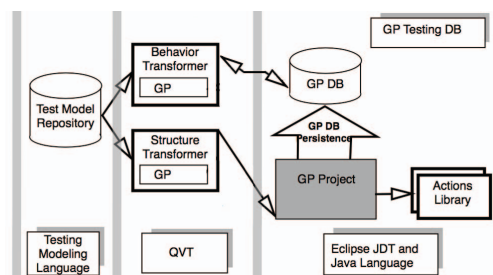 GP Testing DB
Behavior
Transformer
GP
GP DB
Test Model
Repository
GP DB
Persistence
Structure
Transformer
GP
GP Project
Actions
Library
Testing
Modeling
Language
QVT
Eclipse JDT and
Java Language